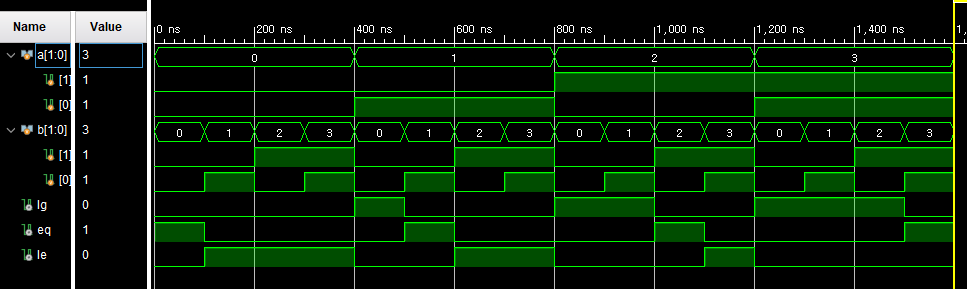 Name Value 0 ns 200 ns 400 ns 600 ns 800 ns 1,000 ns 1,200 ns 1,400 ns 1,
a[1:0] 3 0 1 2 3
[1] 1
[0] 1
b[1:0] 3 0 1 2 3 0 1 2 3 0 1 2 3 0 1 2 3
[1] 1
[0] 1
lg 0
eq 1
le 0